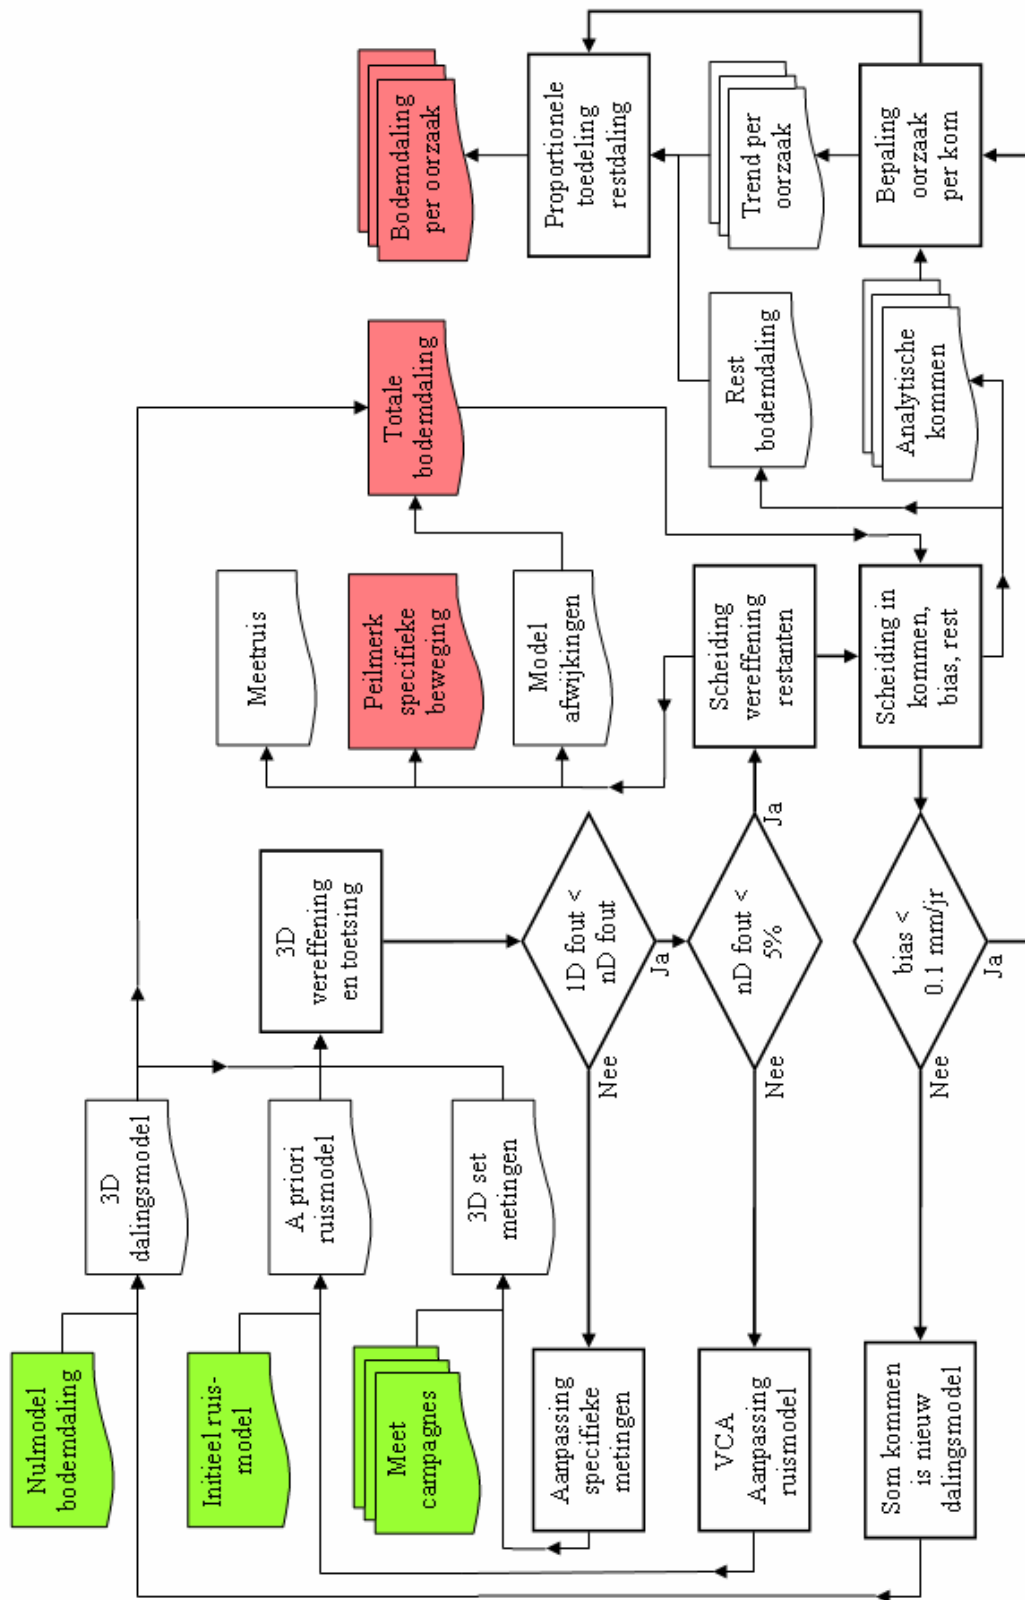 Nulmodel
bodemdaling
Initieel ruis-
model
Meet
campagnes
Aanpassing
specifieke
metingen
VCA
Aanpassing
ruismodel
Som kommen
is nieuw
dalingsmodel
3D
dalingsmodel
A priori
ruismodel
3D set
metingen
3D
vereffening
en toetsing
1D fout <
nD fout
Nee
Ja
nD fout <
5%
Nee
Ja
bias <
0.1 mm/jr
Nee
Ja
Meetruis
Peilmerk
specifieke
beweging
Model
afwijkingen
Scheiding
vereffening
restanten
Scheiding in
kommen,
bias, rest
Totale
bodemdaling
Rest
bodemdaling
Analytische
kommen
Bodemdaling
per oorzaak
Proportionele
toedeling
restdaling
Trend per
oorzaak
Bepaling
oorzaak
per kom